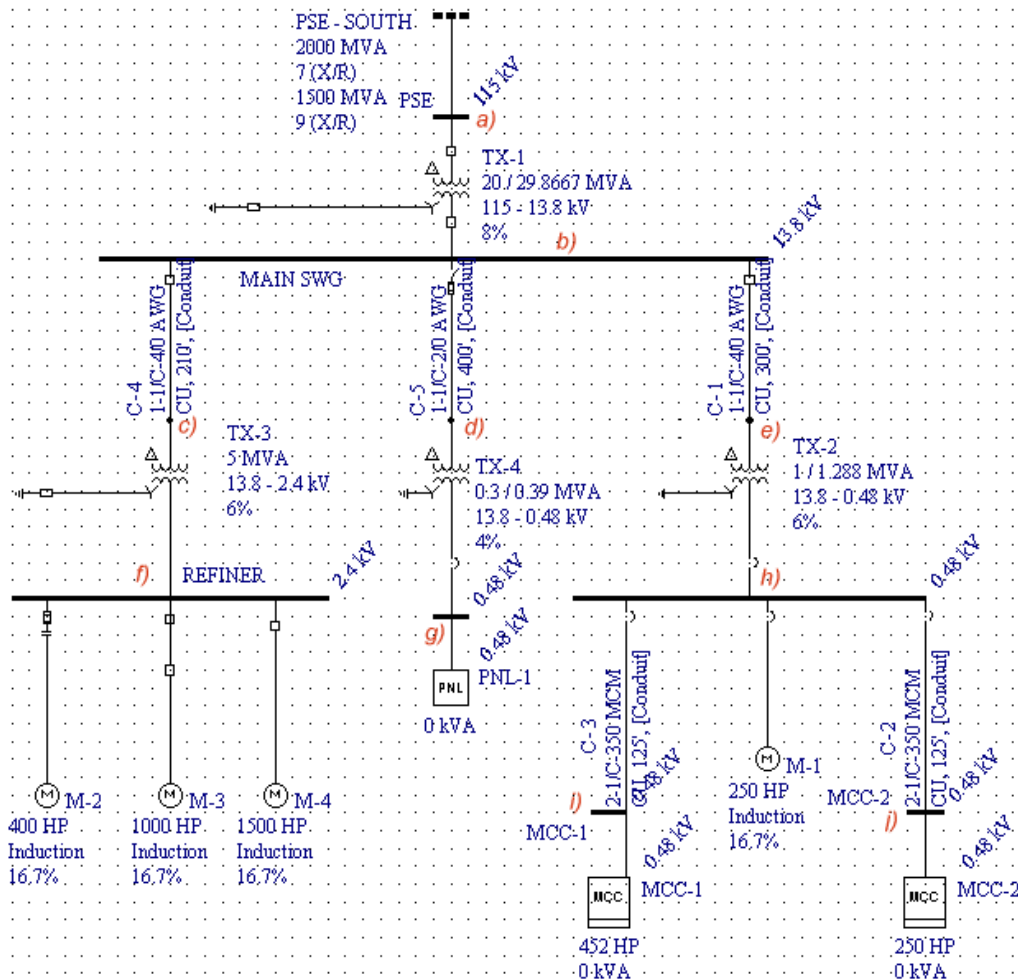 PSE - SOUTH
2000 MVA
7 (X/R)
1500 MVA
9 (X/R)
PSE
115 kV
a)
TX-1
20 / 29.8667 MVA
115 - 13.8 kV
8%
b)
13.8 kV
MAIN SWG
C-4
1-1/C-4/0 AWG
CU, 210', [Conduit]
C-5
1-1/C-2/0 AWG
CU, 400', [Conduit]
C-1
1-1/C-4/0 AWG
CU, 300', [Conduit]
c)
d)
e)
TX-3
5 MVA
13.8 - 2.4 kV
6%
TX-4
0.3 / 0.39 MVA
13.8 - 0.48 kV
4%
TX-2
1 / 1.288 MVA
13.8 - 0.48 kV
6%
f)
REFINER
2.4 kV
0.48 kV
g)
0.48 kV
PNL
PNL-1
0 kVA
h)
0.48 kV
C-3
2-1/C-350 MCM
CU, 125', [Conduit]
0.48 kV
C-2
2-1/C-350 MCM
CU, 125', [Conduit]
0.48 kV
M
M-2
400 HP
Induction
16.7%
M
M-3
1000 HP
Induction
16.7%
M
M-4
1500 HP
Induction
16.7%
M
M-1
250 HP
Induction
16.7%
i)
MCC-1
0.48 kV
MCC
MCC-1
452 HP
0 kVA
MCC-2
j)
0.48 kV
MCC
MCC-2
250 HP
0 kVA